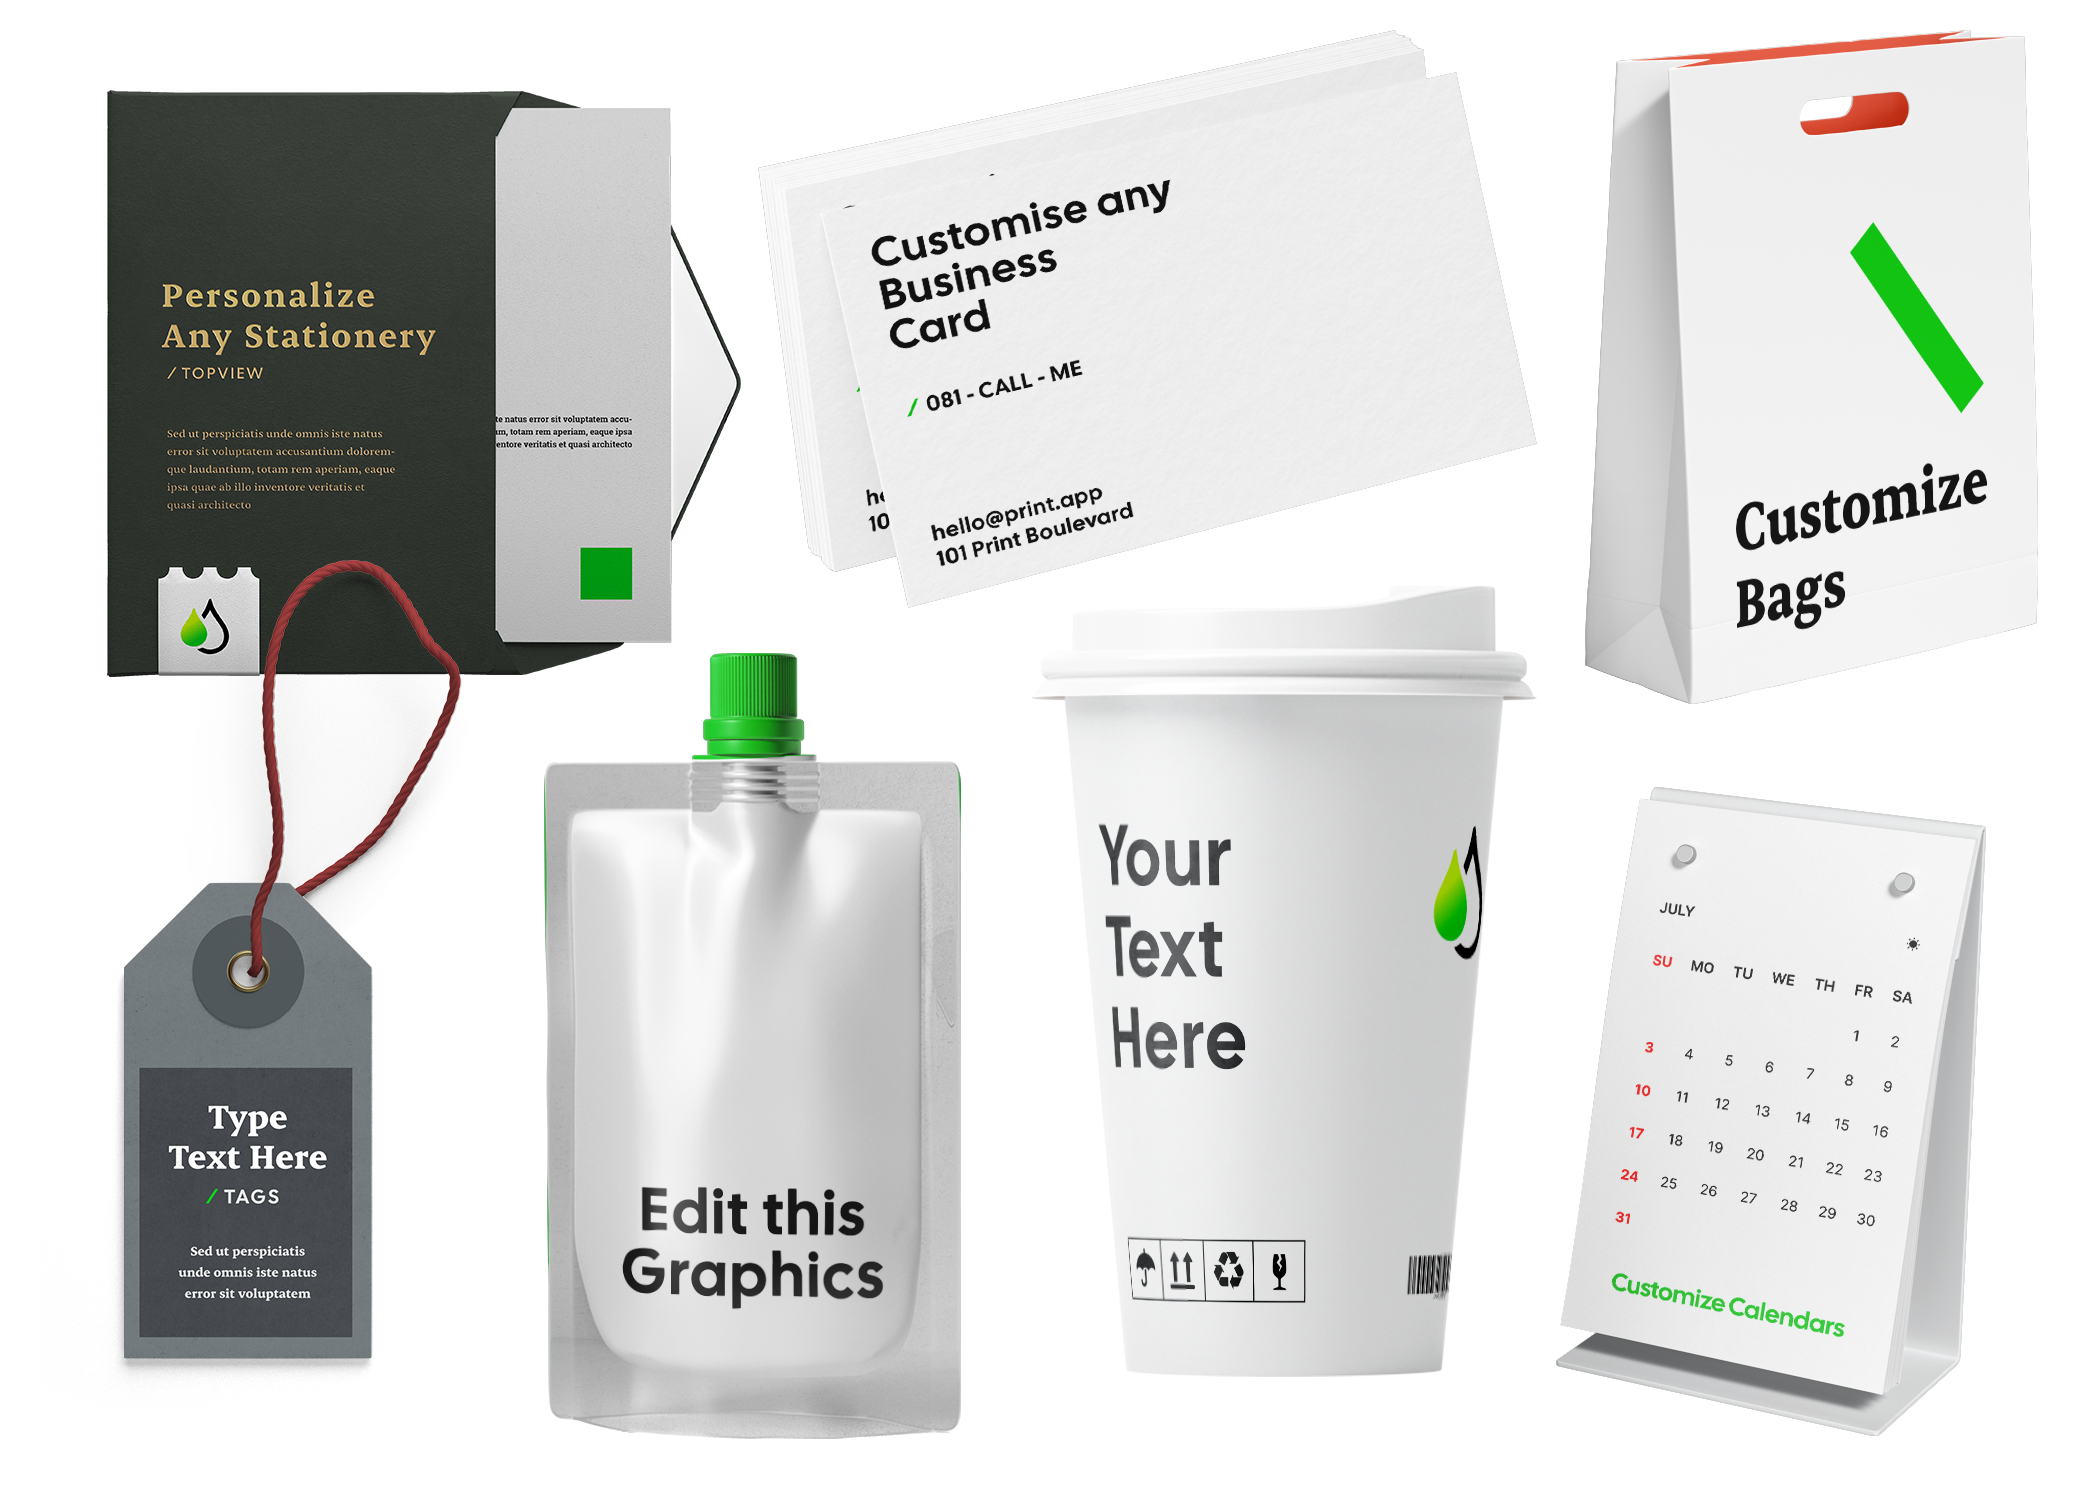 Personalize
Any Stationery
/ TOPVIEW
Sed ut perspiciatis unde omnis iste natus
error sit voluptatem accusantium dolorem-
que laudantium, totam rem aperiam, eaque
ipsa quae ab illo inventore veritatis et
quasi architecto
natus error sit voluptatem accu-
totam rem aperiam, eaque ipsa
veritatis et quasi architecto
Customise any
Business
Card
/ 081 - CALL - ME
hello@print.app
101 Print Boulevard
he
10
Customize
Bags
Type
Text Here
/ TAGS
Sed ut perspiciatis
unde omnis iste natus
error sit voluptatem
Edit this
Graphics
Your
Text
Here
JULY
SU MO TU WE TH FR SA
1 2
3 4 5 6 7 8 9
10 11 12 13 14 15 16
17 18 19 20 21 22 23
24 25 26 27 28 29 30
31
Customize Calendars